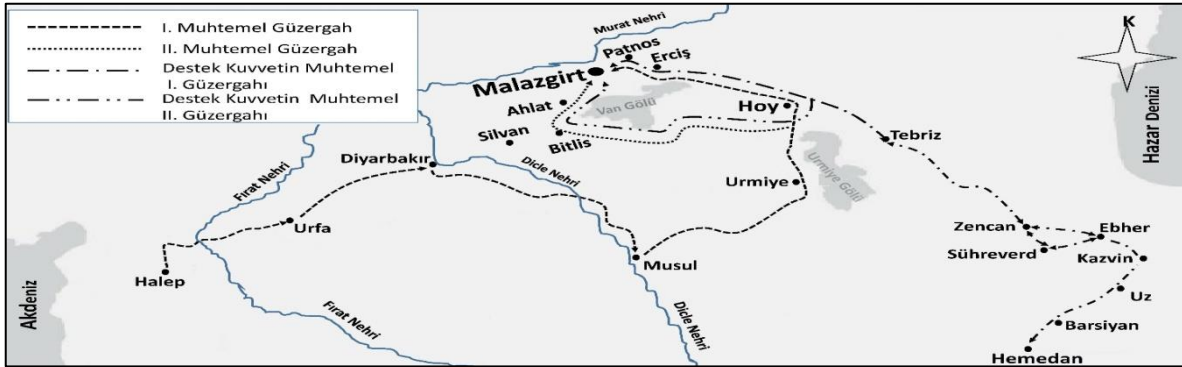 I. Muhtemel Güzergah
II. Muhtemel Güzergah
Destek Kuvvetin Muhtemel
I. Güzergahı
Destek Kuvvetin Muhtemel
II. Güzergahı
Murat Nehri
K
Patnos
Erciş
Malazgirt
Ahlat
Van Gölü
Hoy
Hazar Denizi
Silvan
Bitlis
Tebriz
Diyarbakır
Dicle Nehri
Fırat Nehri
Urmiye
Urmiye Gölü
Urfa
Zencan
Ebher
Sühreverd
Kazvin
Halep
Musul
Akdeniz
Uz
Fırat Nehri
Dicle Nehri
Barsiyan
Hemedan